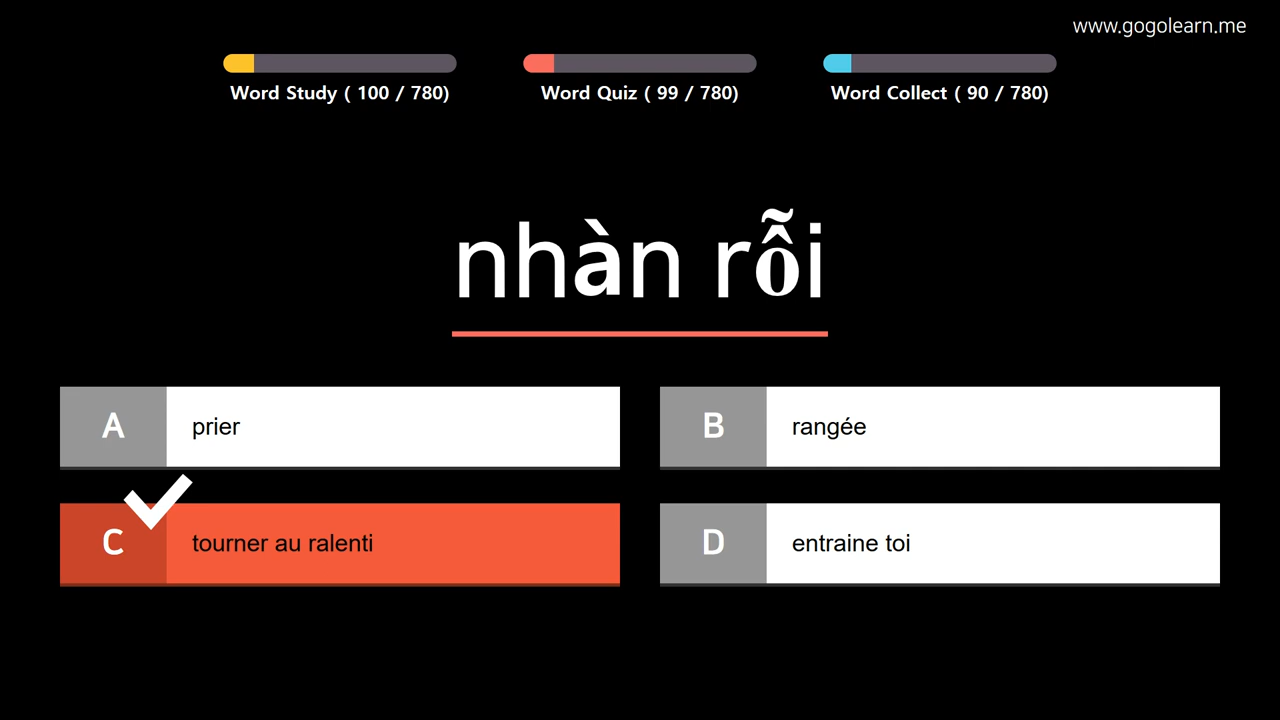 www.gogolearn.me
Word Study ( 100 / 780)
Word Quiz ( 99 / 780)
Word Collect ( 90 / 780)
nhàn rỗi
A prier
B rangée
C tourner au ralenti
D entraine toi